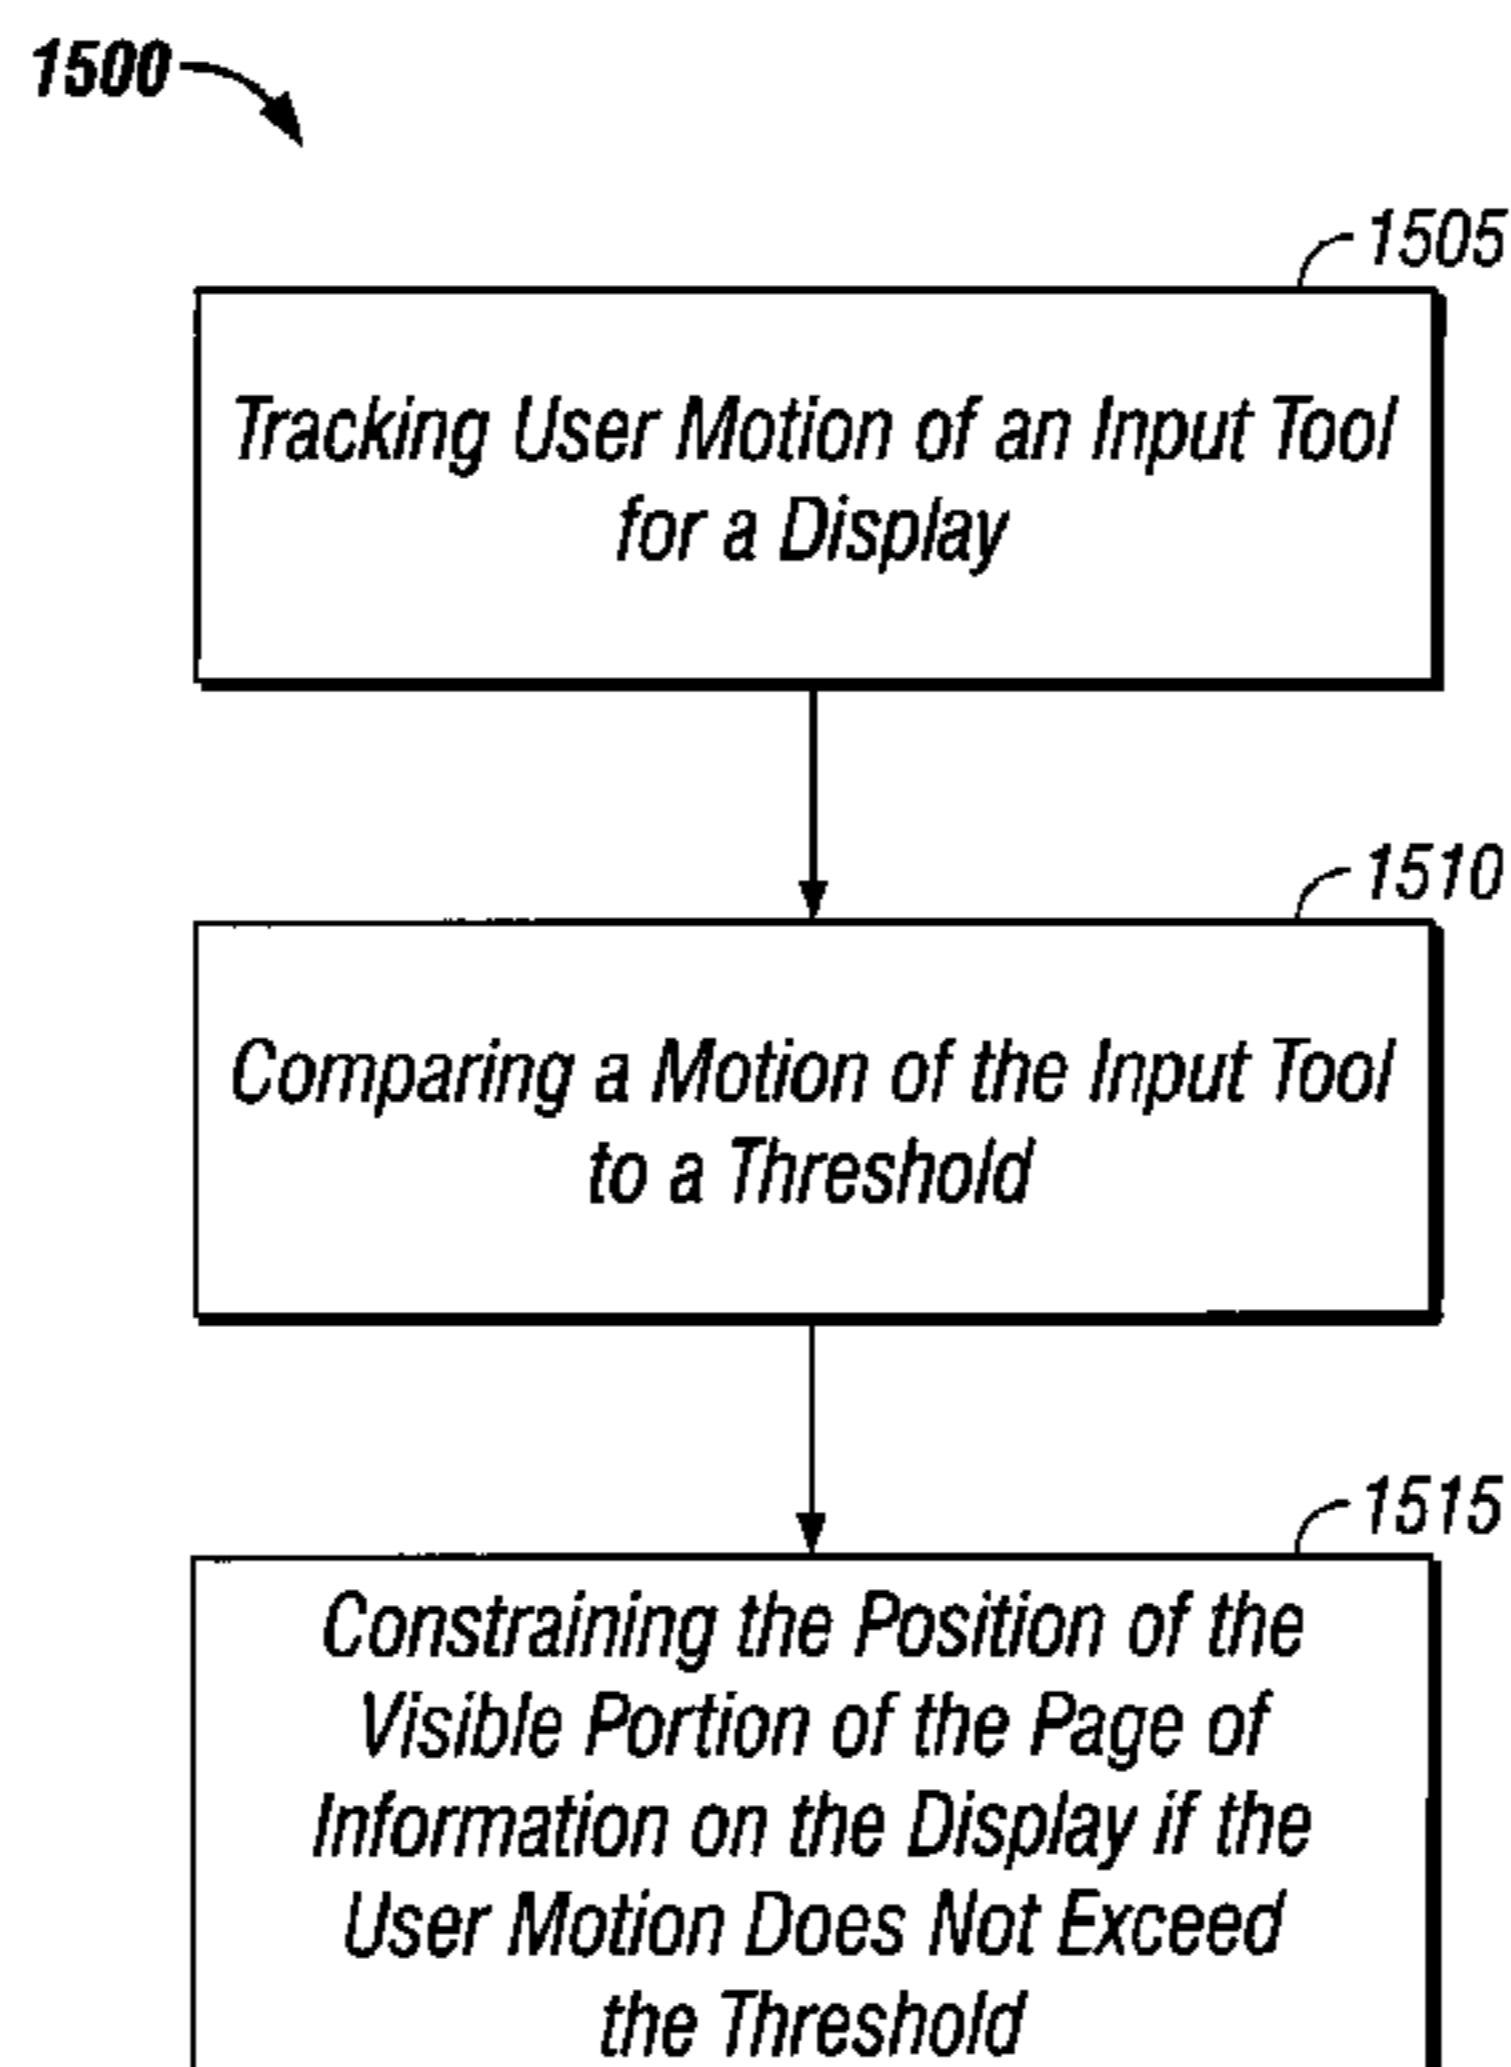 1500
1505
Tracking User Motion of an Input Tool
for a Display
1510
Comparing a Motion of the Input Tool
to a Threshold
1515
Constraining the Position of the
Visible Portion of the Page of
Information on the Display if the
User Motion Does Not Exceed
the Threshold